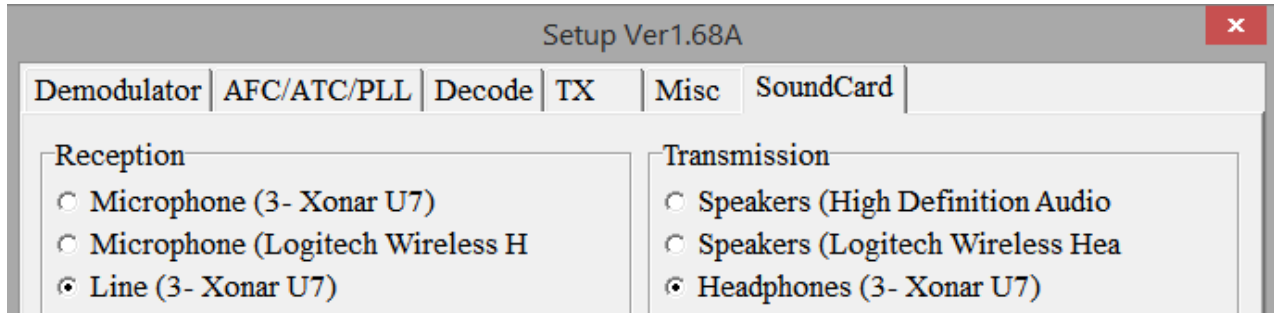 Setup Ver1.68A
x
Demodulator AFC/ATC/PLL Decode TX Misc SoundCard
Reception
Microphone (3- Xonar U7)
Microphone (Logitech Wireless H
Line (3- Xonar U7)
Transmission
Speakers (High Definition Audio
Speakers (Logitech Wireless Hea
Headphones (3- Xonar U7)